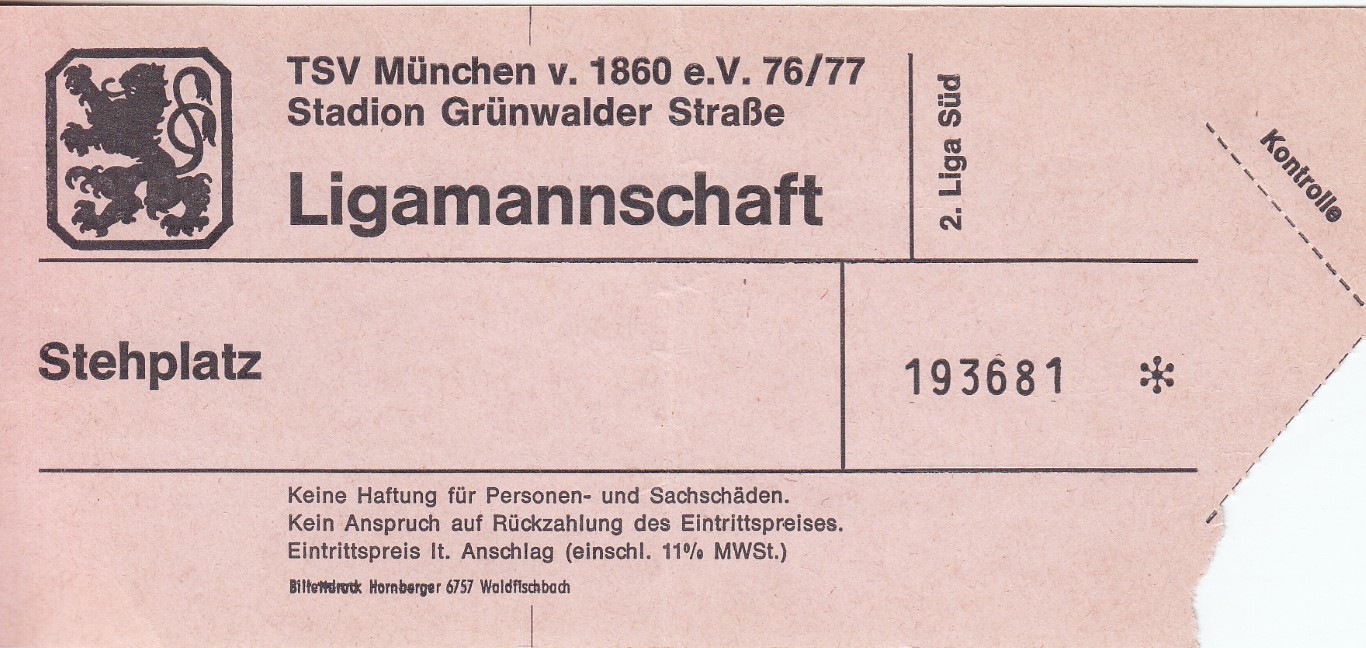 TSV München v. 1860 e.V. 76/77
Stadion Grünwalder Straße
Ligamannschaft
2. Liga Süd
Kontrolle
Stehplatz
193681 *
Keine Haftung für Personen- und Sachschäden.
Kein Anspruch auf Rückzahlung des Eintrittspreises.
Eintrittspreis lt. Anschlag (einschl. 11% MWSt.)
Billettdruck Hornberger 6757 Waldfischbach